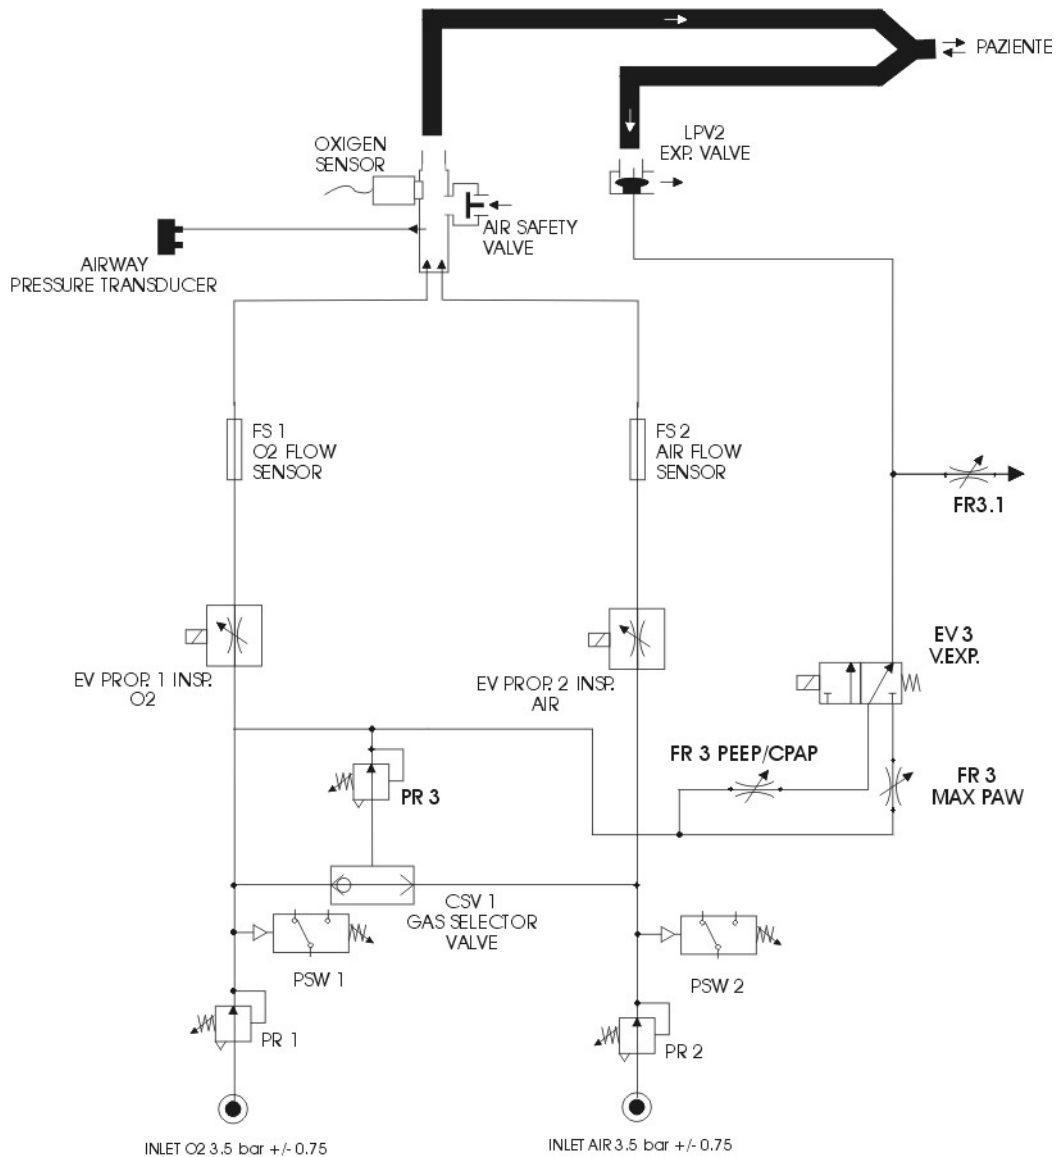 PAZIENTE
LPV2
EXP. VALVE
OXIGEN
SENSOR
AIR SAFETY
VALVE
AIRWAY
PRESSURE TRANSDUCER
FS 1
O2 FLOW
SENSOR
FS 2
AIR FLOW
SENSOR
FR3.1
EV 3
V.EXP.
EV PROP. 1 INSP.
O2
EV PROP. 2 INSP.
AIR
FR 3 PEEP/CPAP
PR 3
FR 3
MAX PAW
CSV 1
GAS SELECTOR
VALVE
PSW 1
PSW 2
PR 1
PR 2
INLET O2 3.5 bar +/- 0.75
INLET AIR 3.5 bar +/- 0.75